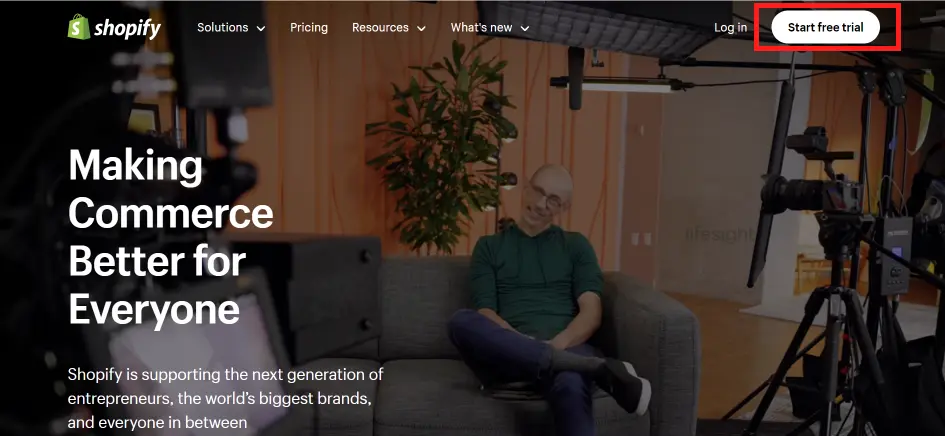 shopify
Solutions
Pricing
Resources
What's new
Log in
Start free trial
Making
Commerce
Better for
Everyone
lifesight
Shopify is supporting the next generation of
entrepreneurs, the world's biggest brands,
and everyone in between